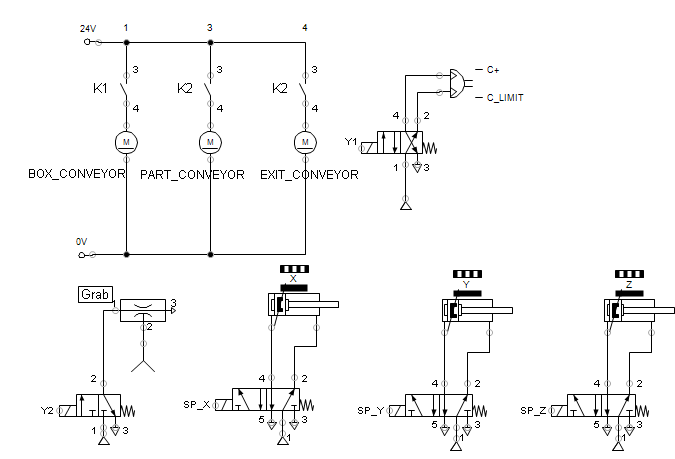 24V 1 3 4
3 3 3
K1 K2 K2
4 4 4
M M M
BOX_CONVEYOR PART_CONVEYOR EXIT_CONVEYOR
0V
C+
C_LIMIT
4 2
Y1
1 3
Grab
1 3
2
X
Y
Z
2
Y2
1 3
4 2
SP_X
5 3
1
4 2
SP_Y
5 3
1
4 2
SP_Z
5 3
1